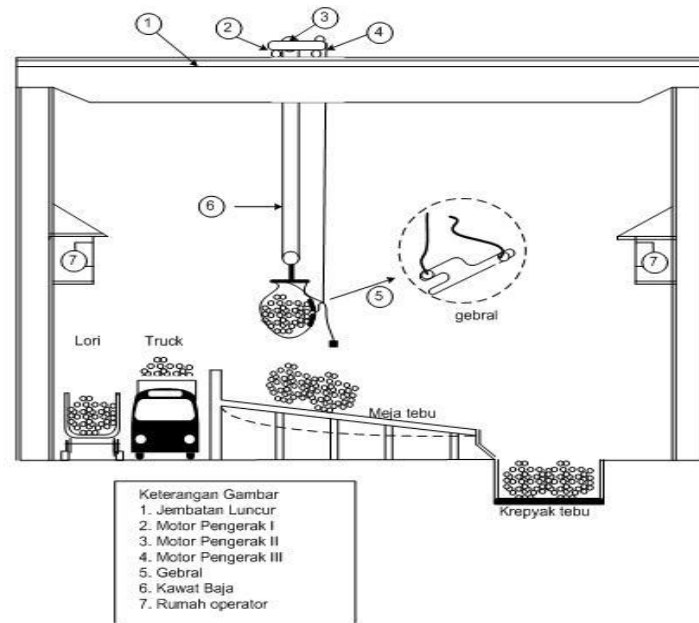 3
1
2
4
6
7
7
5
gebral
Lori
Truck
Meja tebu
Krepyak tebu
Keterangan Gambar
1. Jembatan Luncur
2. Motor Pengerak I
3. Motor Pengerak II
4. Motor Pengerak III
5. Gebral
6. Kawat Baja
7. Rumah operator